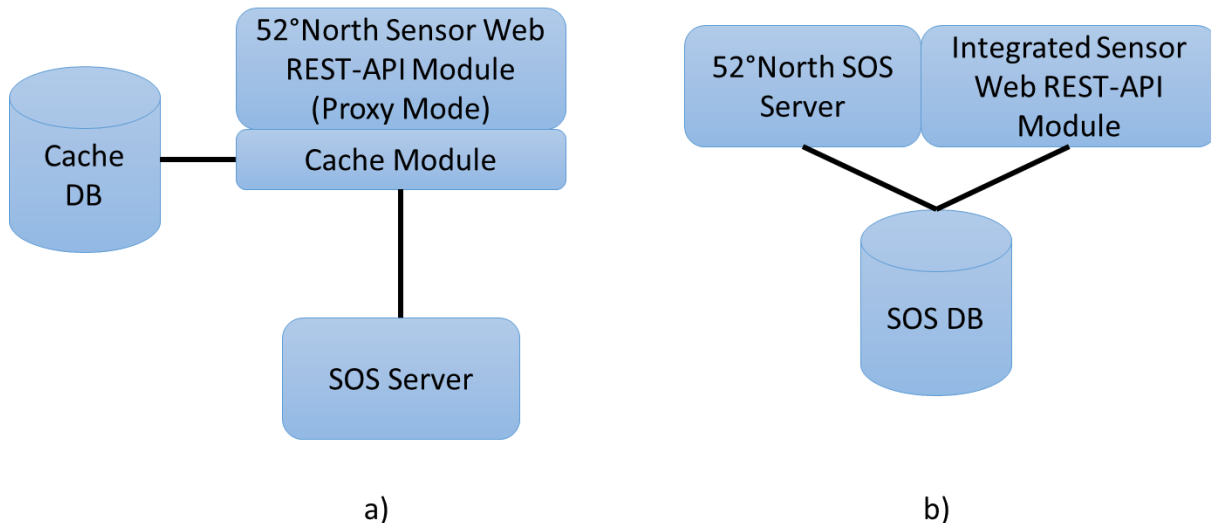 52°North Sensor Web
REST-API Module
(Proxy Mode)
Cache Module
Cache
DB
SOS Server
a)
52°North SOS
Server
Integrated Sensor
Web REST-API
Module
SOS DB
b)